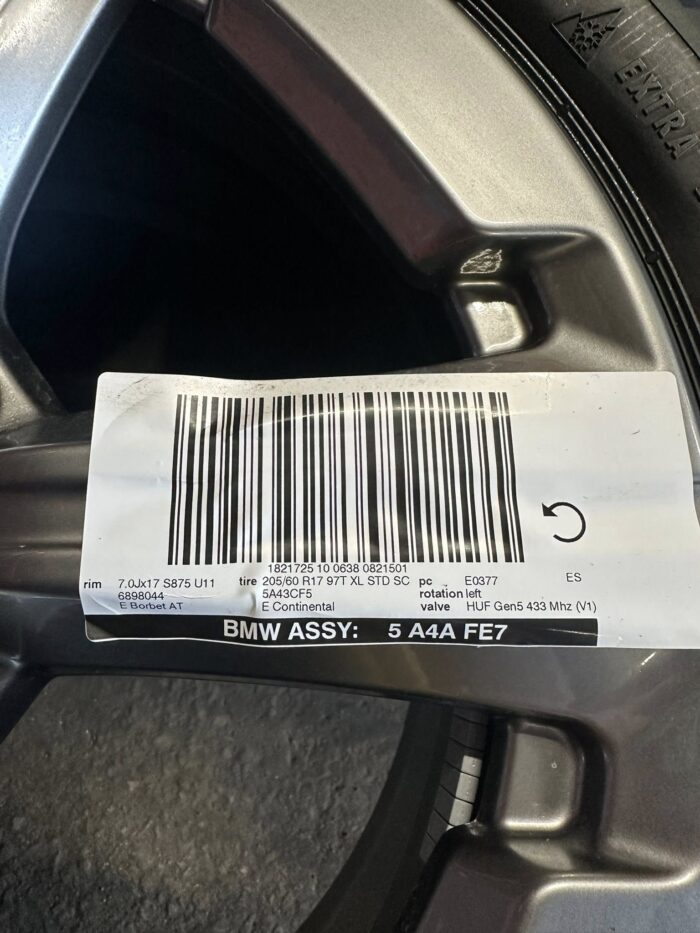 EXTRA
1821725 10 0638 0821501
rim 7.0Jx17 S875 U11 tire 205/60 R17 97T XL STD SC pc E0377 ES
6898044 5A43CF5 rotation left
E Borbet AT E Continental valve HUF Gen5 433 Mhz (V1)
BMW ASSY: 5 A4A FE7